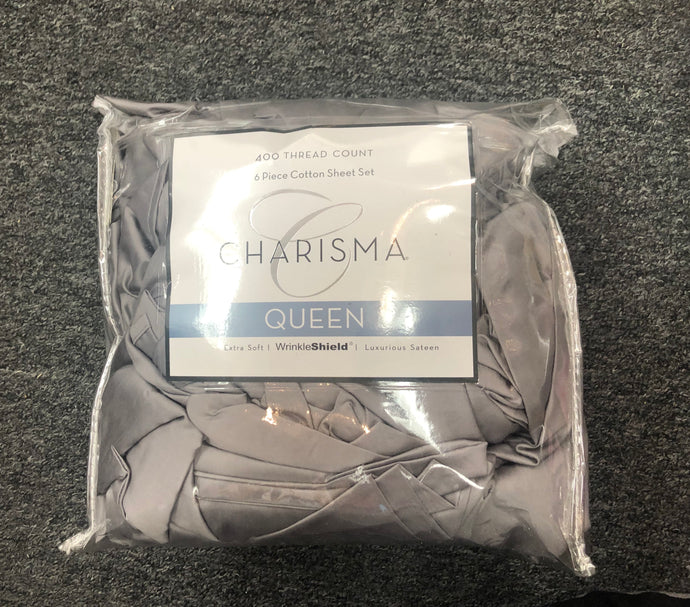 400 THREAD COUNT
6 Piece Cotton Sheet Set
C
CHARISMA®
QUEEN
Extra Soft | WrinkleShield® | Luxurious Sateen